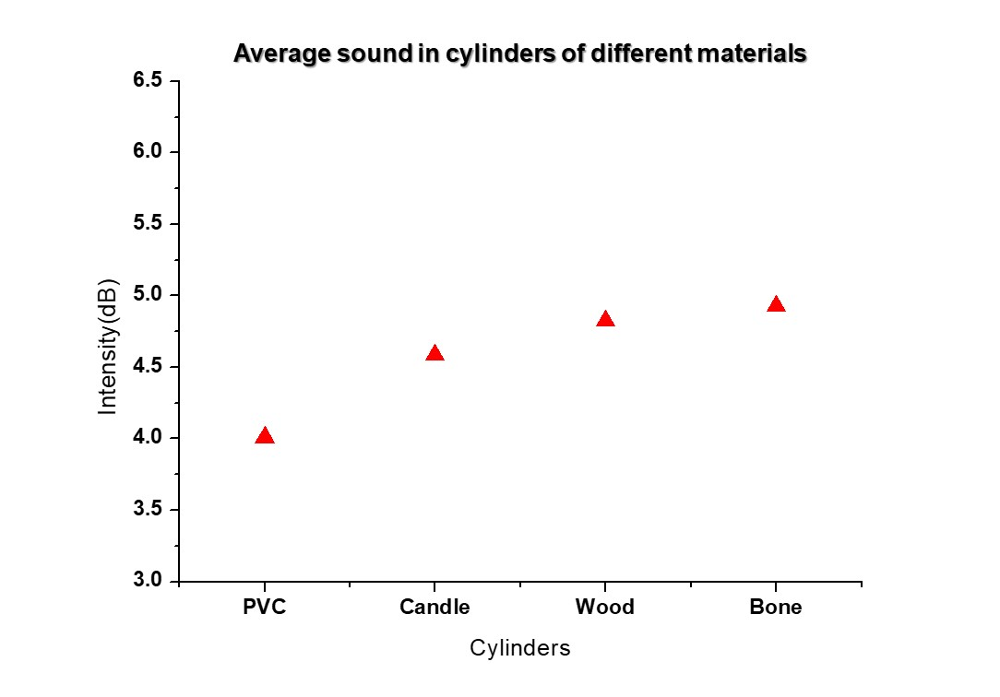 Average sound in cylinders of different materials
6.5
6.0
5.5
5.0
4.5
4.0
3.5
3.0
Intensity(dB)
PVC Candle Wood Bone
Cylinders